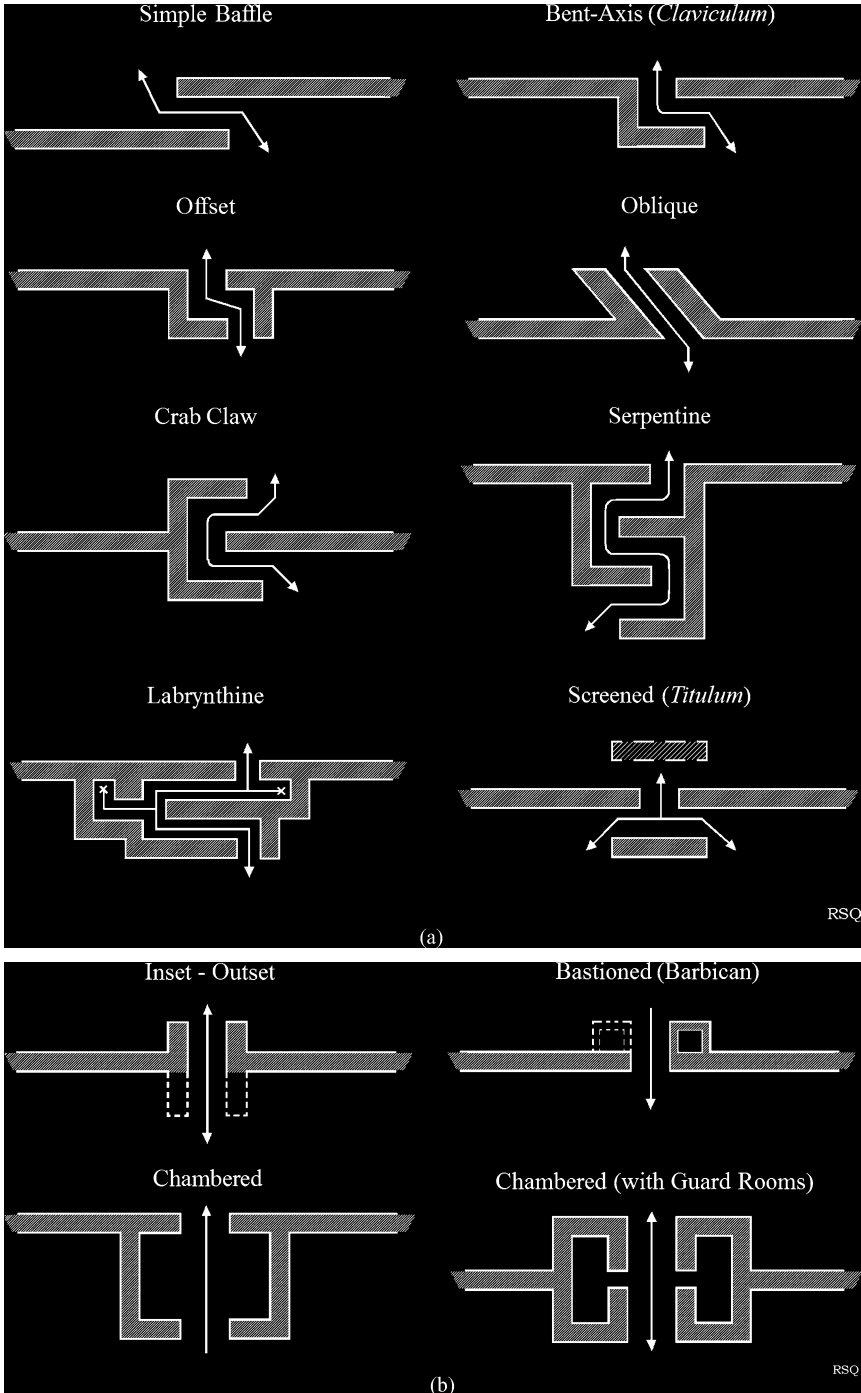 Simple Baffle
Bent-Axis (Claviculum)
Offset
Oblique
Crab Claw
Serpentine
Labrynthine
Screened (Titulum)
RSQ
(a)
Inset - Outset
Bastioned (Barbican)
Chambered
Chambered (with Guard Rooms)
RSQ
(b)